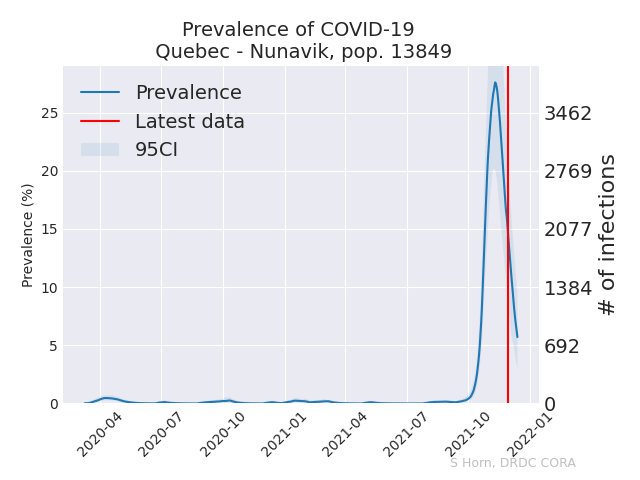 Prevalence of COVID-19
Quebec - Nunavik, pop. 13849
Prevalence
Latest data
95CI
Prevalence (%)
25
20
15
10
5
0
3462
2769
2077
1384
692
0
# of infections
2020-04
2020-07
2020-10
2021-01
2021-04
2021-07
2021-10
2022-01
S Horn, DRDC CORA